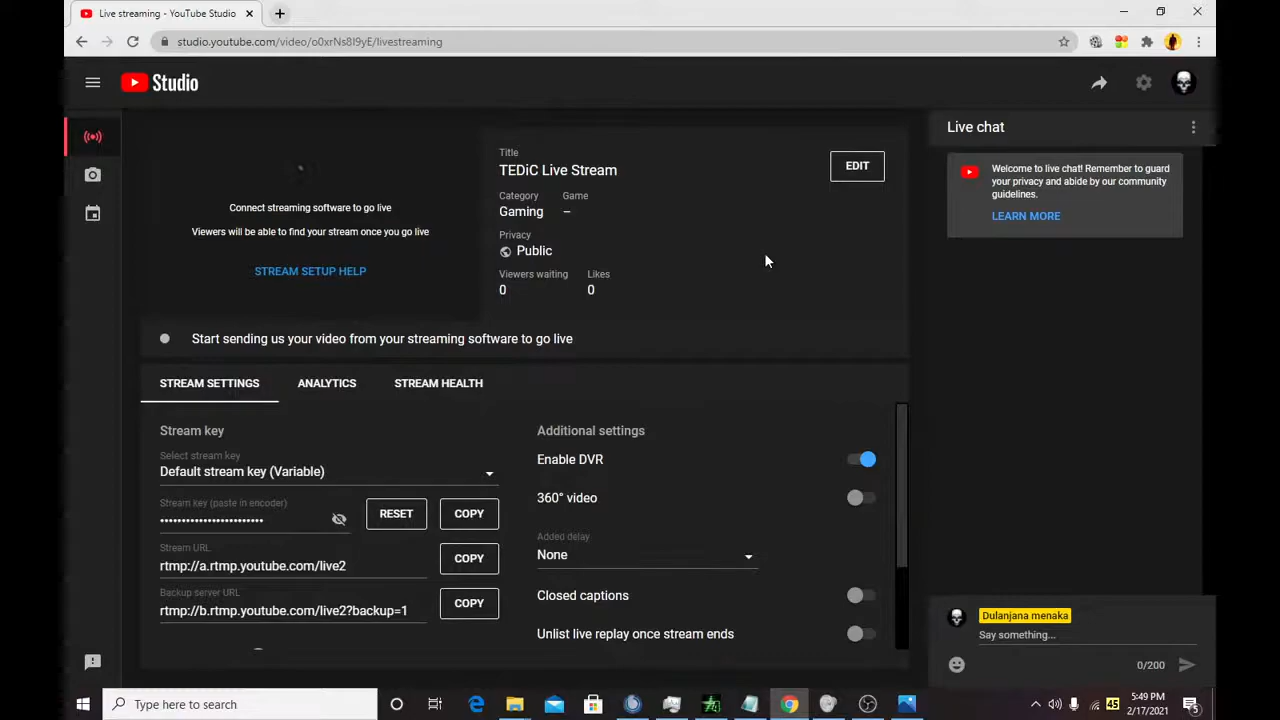 Live streaming - YouTube Studio
studio.youtube.com/video/o0xrNs8I9yE/livestreaming
Studio
Connect streaming software to go live
Viewers will be able to find your stream once you go live
STREAM SETUP HELP
Title
TEDiC Live Stream
EDIT
Category Game
Gaming –
Privacy
Public
Viewers waiting Likes
0 0
Start sending us your video from your streaming software to go live
STREAM SETTINGS ANALYTICS STREAM HEALTH
Stream key
Select stream key
Default stream key (Variable)
Stream key (paste in encoder)
••••••••••••••••••••••••
RESET COPY
Stream URL
rtmp://a.rtmp.youtube.com/live2
COPY
Backup server URL
rtmp://b.rtmp.youtube.com/live2?backup=1
COPY
Additional settings
Enable DVR
360° video
Added delay
None
Closed captions
Unlist live replay once stream ends
Live chat
Welcome to live chat! Remember to guard
your privacy and abide by our community
guidelines.
LEARN MORE
Dulanjana menaka
Say something...
0/200
Type here to search
45
5:49 PM
2/17/2021
5